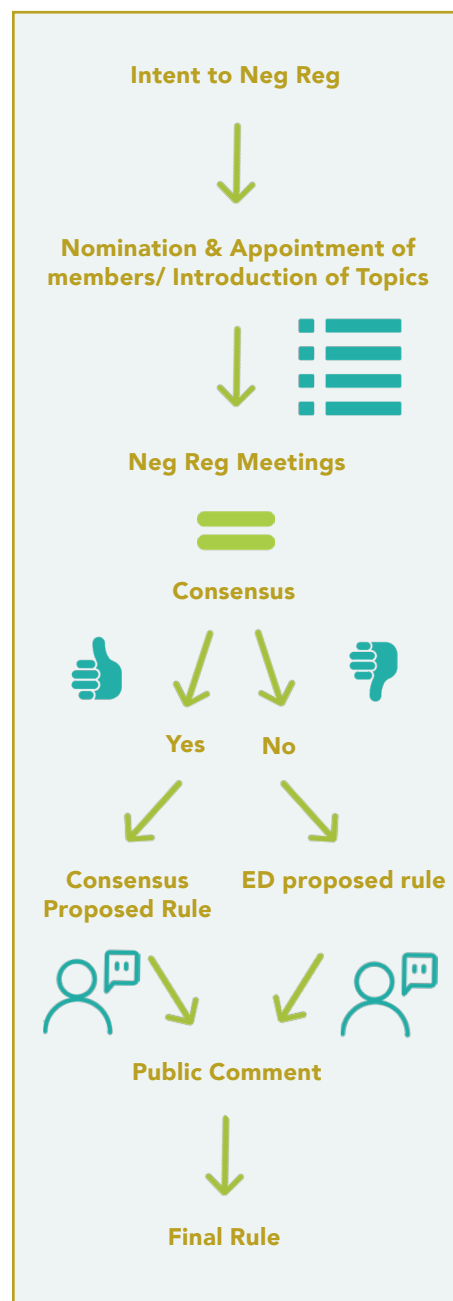 Intent to Neg Reg
Nomination & Appointment of
members/ Introduction of Topics
Neg Reg Meetings
Consensus
Yes
No
Consensus
Proposed Rule
ED proposed rule
Public Comment
Final Rule